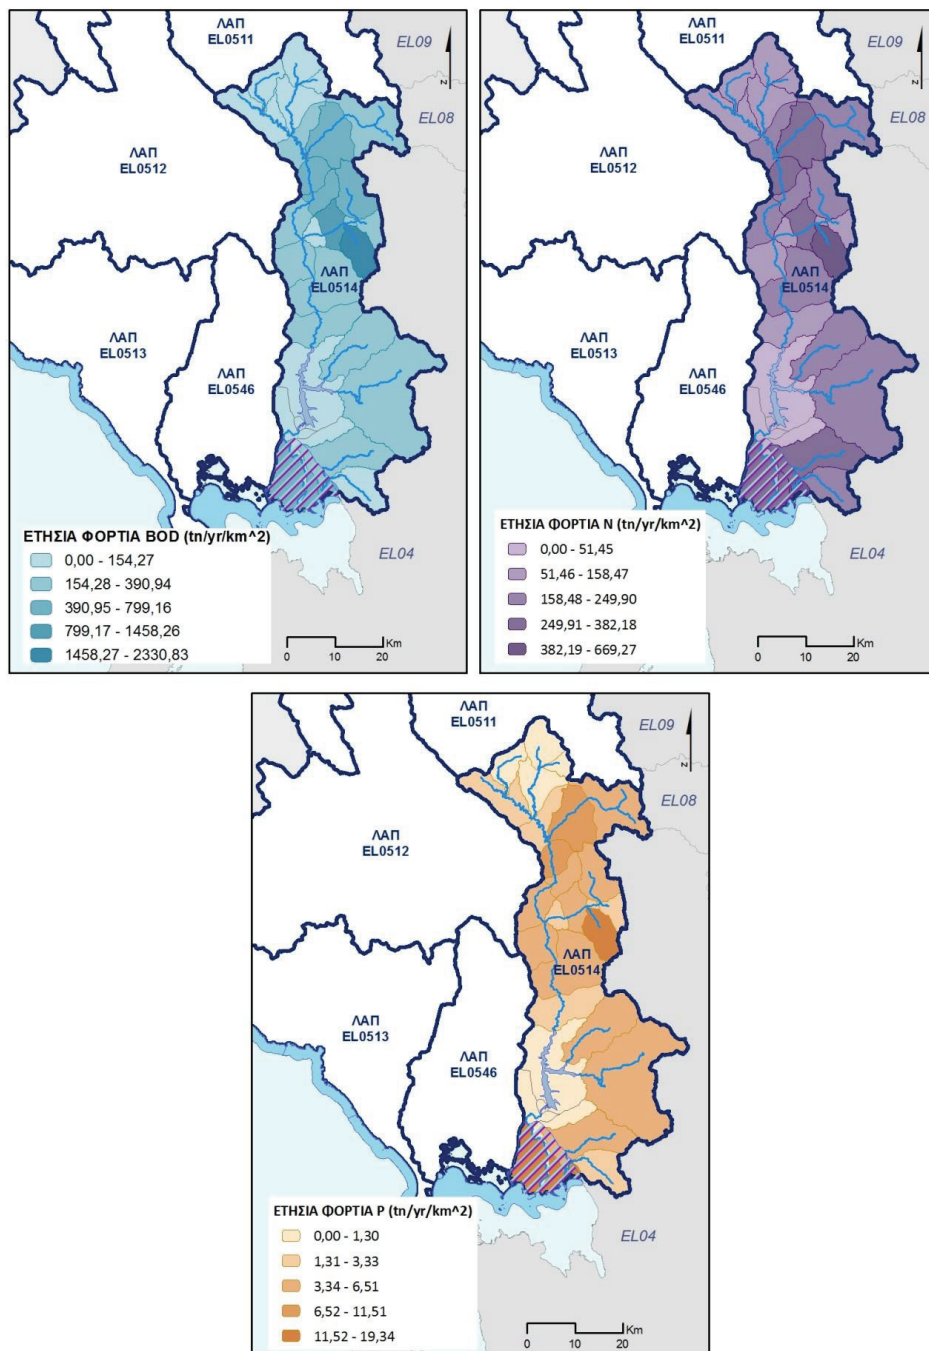 ΛΑΠ
EL0511
EL09
z
EL08
ΛΑΠ
EL0512
ΛΑΠ
EL0514
ΛΑΠ
EL0513
ΛΑΠ
EL0546
EL04
ΕΤΗΣΙΑ ΦΟΡΤΙΑ BOD (tn/yr/km^2)
0,00 - 154,27
154,28 - 390,94
390,95 - 799,16
799,17 - 1458,26
1458,27 - 2330,83
Km
0 10 20
ΛΑΠ
EL0511
EL09
z
EL08
ΛΑΠ
EL0512
ΛΑΠ
EL0514
ΛΑΠ
EL0513
ΛΑΠ
EL0546
EL04
ΕΤΗΣΙΑ ΦΟΡΤΙΑ N (tn/yr/km^2)
0,00 - 51,45
51,46 - 158,47
158,48 - 249,90
249,91 - 382,18
382,19 - 669,27
Km
0 10 20
ΛΑΠ
EL0511
EL09
z
EL08
ΛΑΠ
EL0512
ΛΑΠ
EL0514
ΛΑΠ
EL0513
ΛΑΠ
EL0546
EL04
ΕΤΗΣΙΑ ΦΟΡΤΙΑ P (tn/yr/km^2)
0,00 - 1,30
1,31 - 3,33
3,34 - 6,51
6,52 - 11,51
11,52 - 19,34
Km
0 10 20